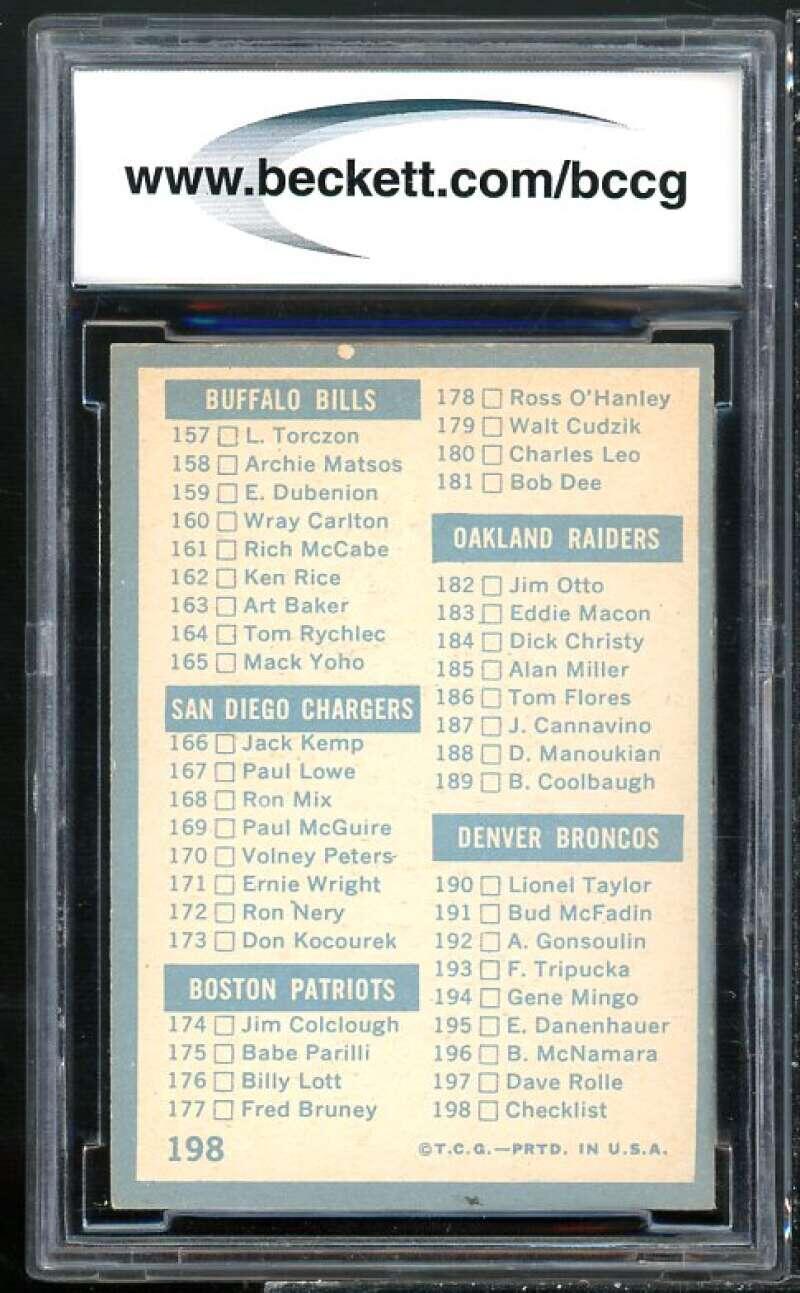 www.beckett.com/bccg
BUFFALO BILLS
157 L. Torczon
158 Archie Matsos
159 E. Dubenion
160 Wray Carlton
161 Rich McCabe
162 Ken Rice
163 Art Baker
164 Tom Rychlec
165 Mack Yoho
SAN DIEGO CHARGERS
166 Jack Kemp
167 Paul Lowe
168 Ron Mix
169 Paul McGuire
170 Volney Peters
171 Ernie Wright
172 Ron Nery
173 Don Kocourek
BOSTON PATRIOTS
174 Jim Colclough
175 Babe Parilli
176 Billy Lott
177 Fred Bruney
178 Ross O'Hanley
179 Walt Cudzik
180 Charles Leo
181 Bob Dee
OAKLAND RAIDERS
182 Jim Otto
183 Eddie Macon
184 Dick Christy
185 Alan Miller
186 Tom Flores
187 J. Cannavino
188 D. Manoukian
189 B. Coolbaugh
DENVER BRONCOS
190 Lionel Taylor
191 Bud McFadin
192 A. Gonsoulin
193 F. Tripucka
194 Gene Mingo
195 E. Danenhauer
196 B. McNamara
197 Dave Rolle
198 Checklist
198
©T.C.G.—PRTD. IN U.S.A.